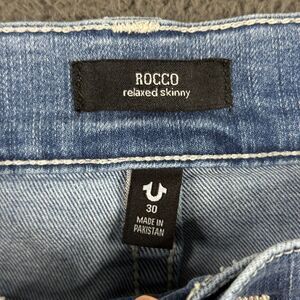 ROCCO
relaxed skinny
30
MADE IN
PAKISTAN